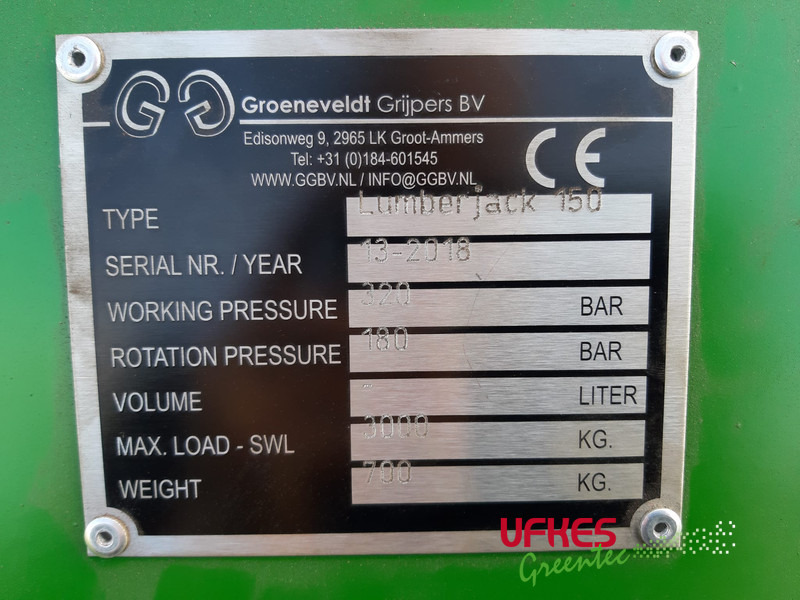 GG Groeneveldt Grijpers BV
Edisonweg 9, 2965 LK Groot-Ammers
Tel: +31 (0)184-601545
WWW.GGBV.NL / INFO@GGBV.NL
CE
TYPE Lumberjack 150
SERIAL NR. / YEAR 13-2018
WORKING PRESSURE 320 BAR
ROTATION PRESSURE 180 BAR
VOLUME - LITER
MAX. LOAD - SWL 3000 KG.
WEIGHT 700 KG.
UFKES
Greentec